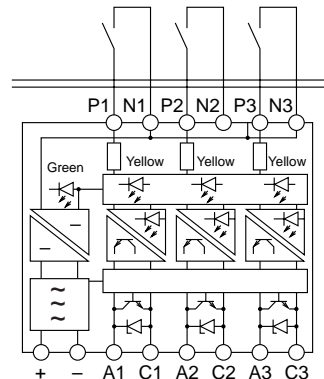 P1 N1 P2 N2 P3 N3
Yellow Yellow Yellow
Green
+ – A1 C1 A2 C2 A3 C3